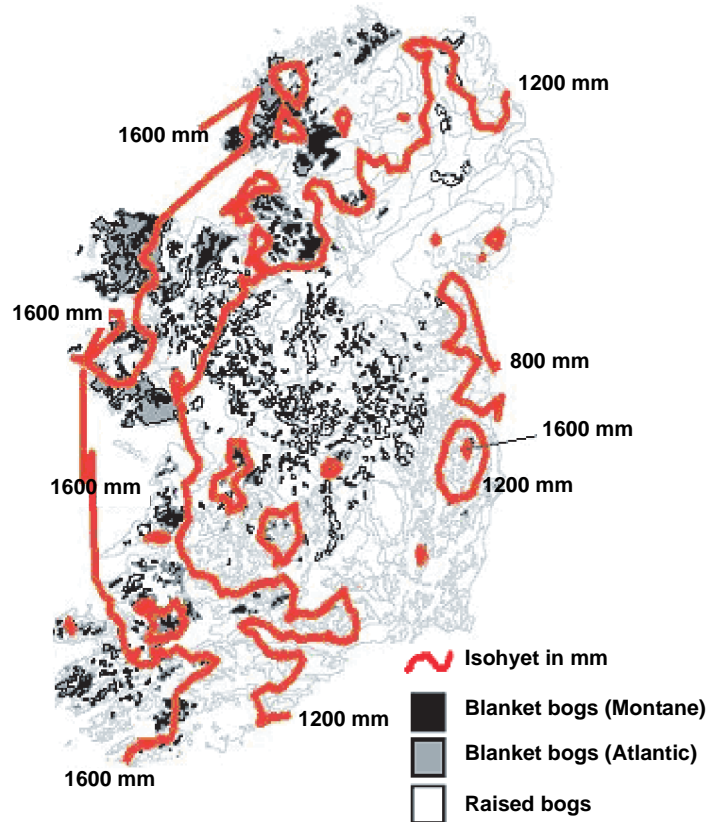 1200 mm
1600 mm
1600 mm
800 mm
1600 mm
1200 mm
1600 mm
Isohyet in mm
Blanket bogs (Montane)
1200 mm
Blanket bogs (Atlantic)
1600 mm
Raised bogs